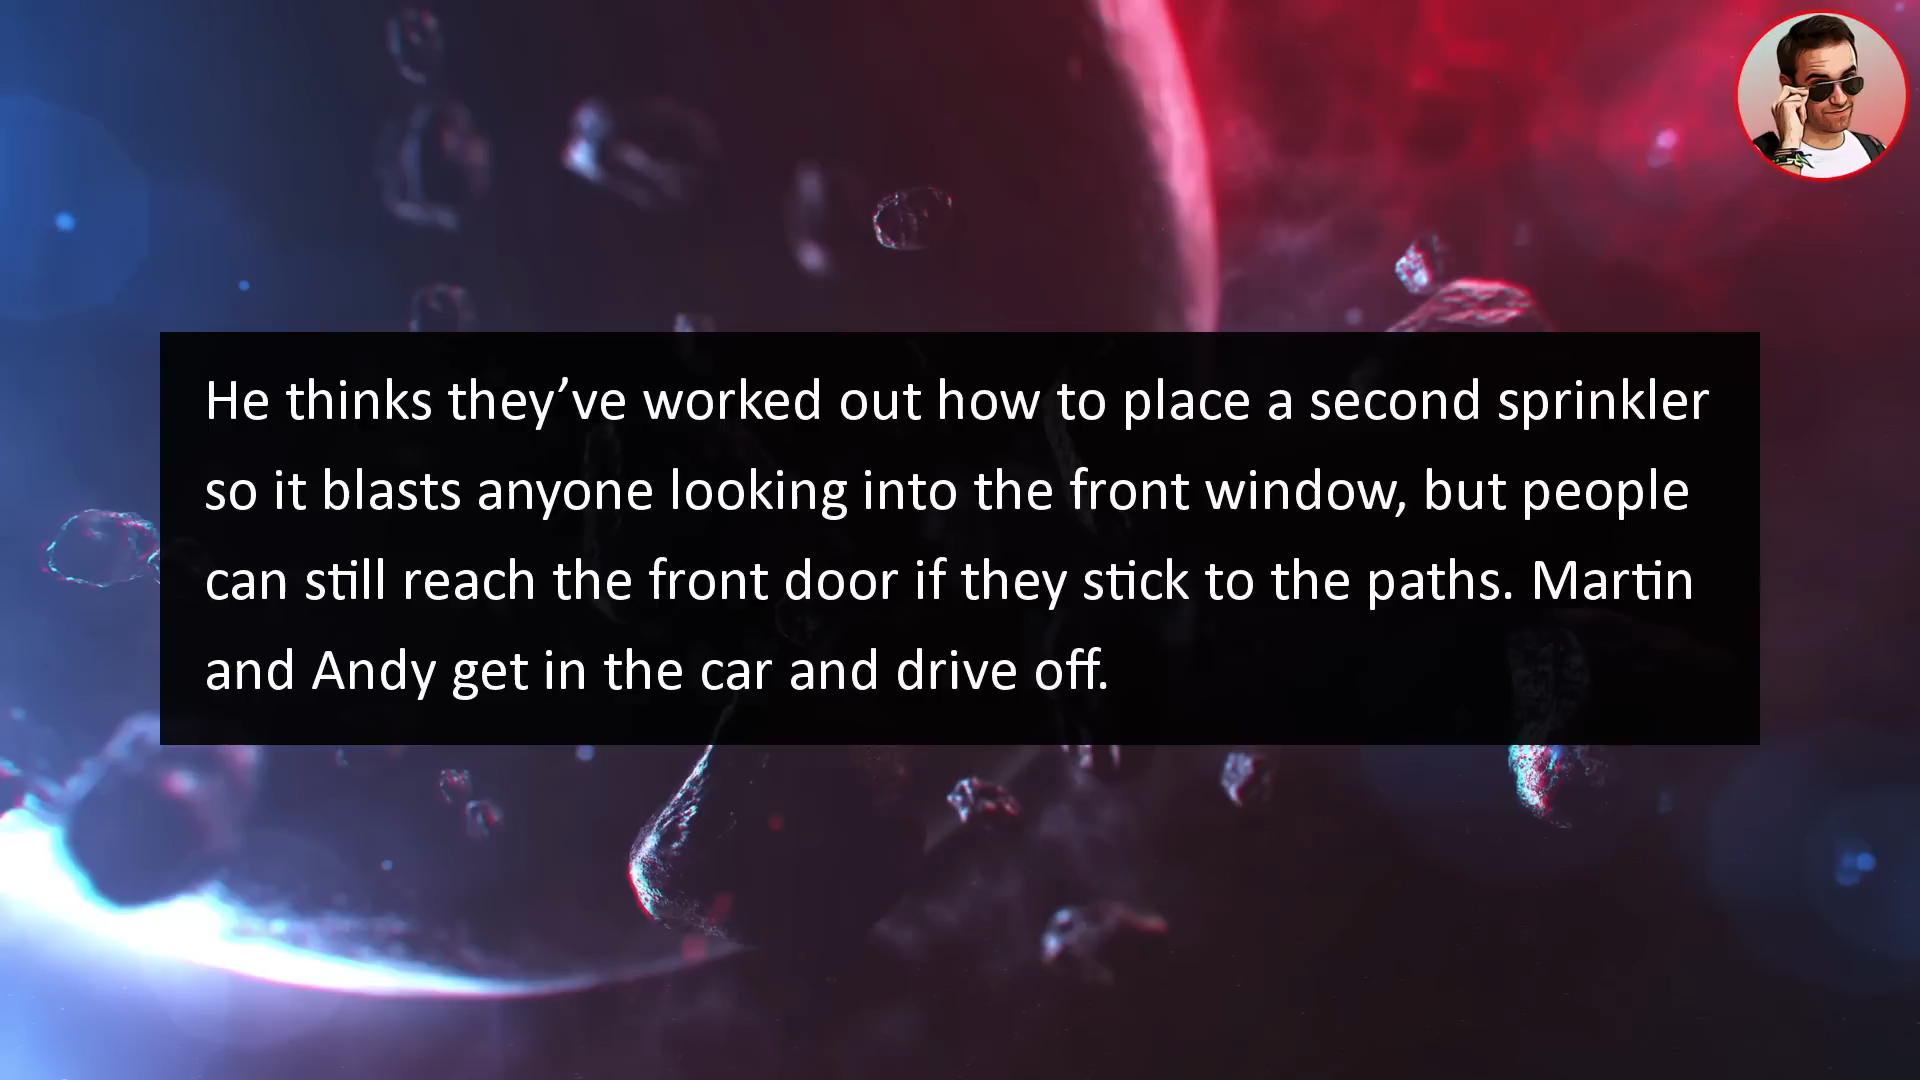 He thinks they’ve worked out how to place a second sprinkler
so it blasts anyone looking into the front window, but people
can still reach the front door if they stick to the paths. Martin
and Andy get in the car and drive off.